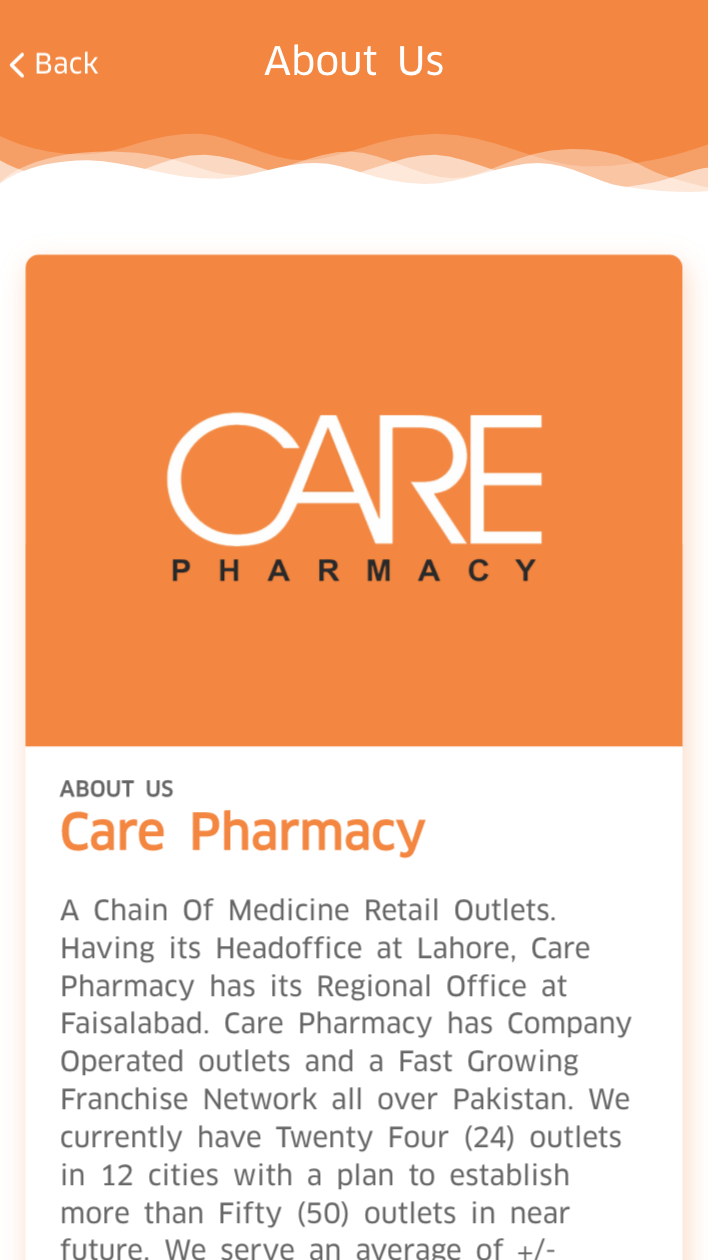 Back
About Us
CARE
PHARMACY
ABOUT US
Care Pharmacy
A Chain Of Medicine Retail Outlets.
Having its Headoffice at Lahore, Care
Pharmacy has its Regional Office at
Faisalabad. Care Pharmacy has Company
Operated outlets and a Fast Growing
Franchise Network all over Pakistan. We
currently have Twenty Four (24) outlets
in 12 cities with a plan to establish
more than Fifty (50) outlets in near
future. We serve an average of +/-